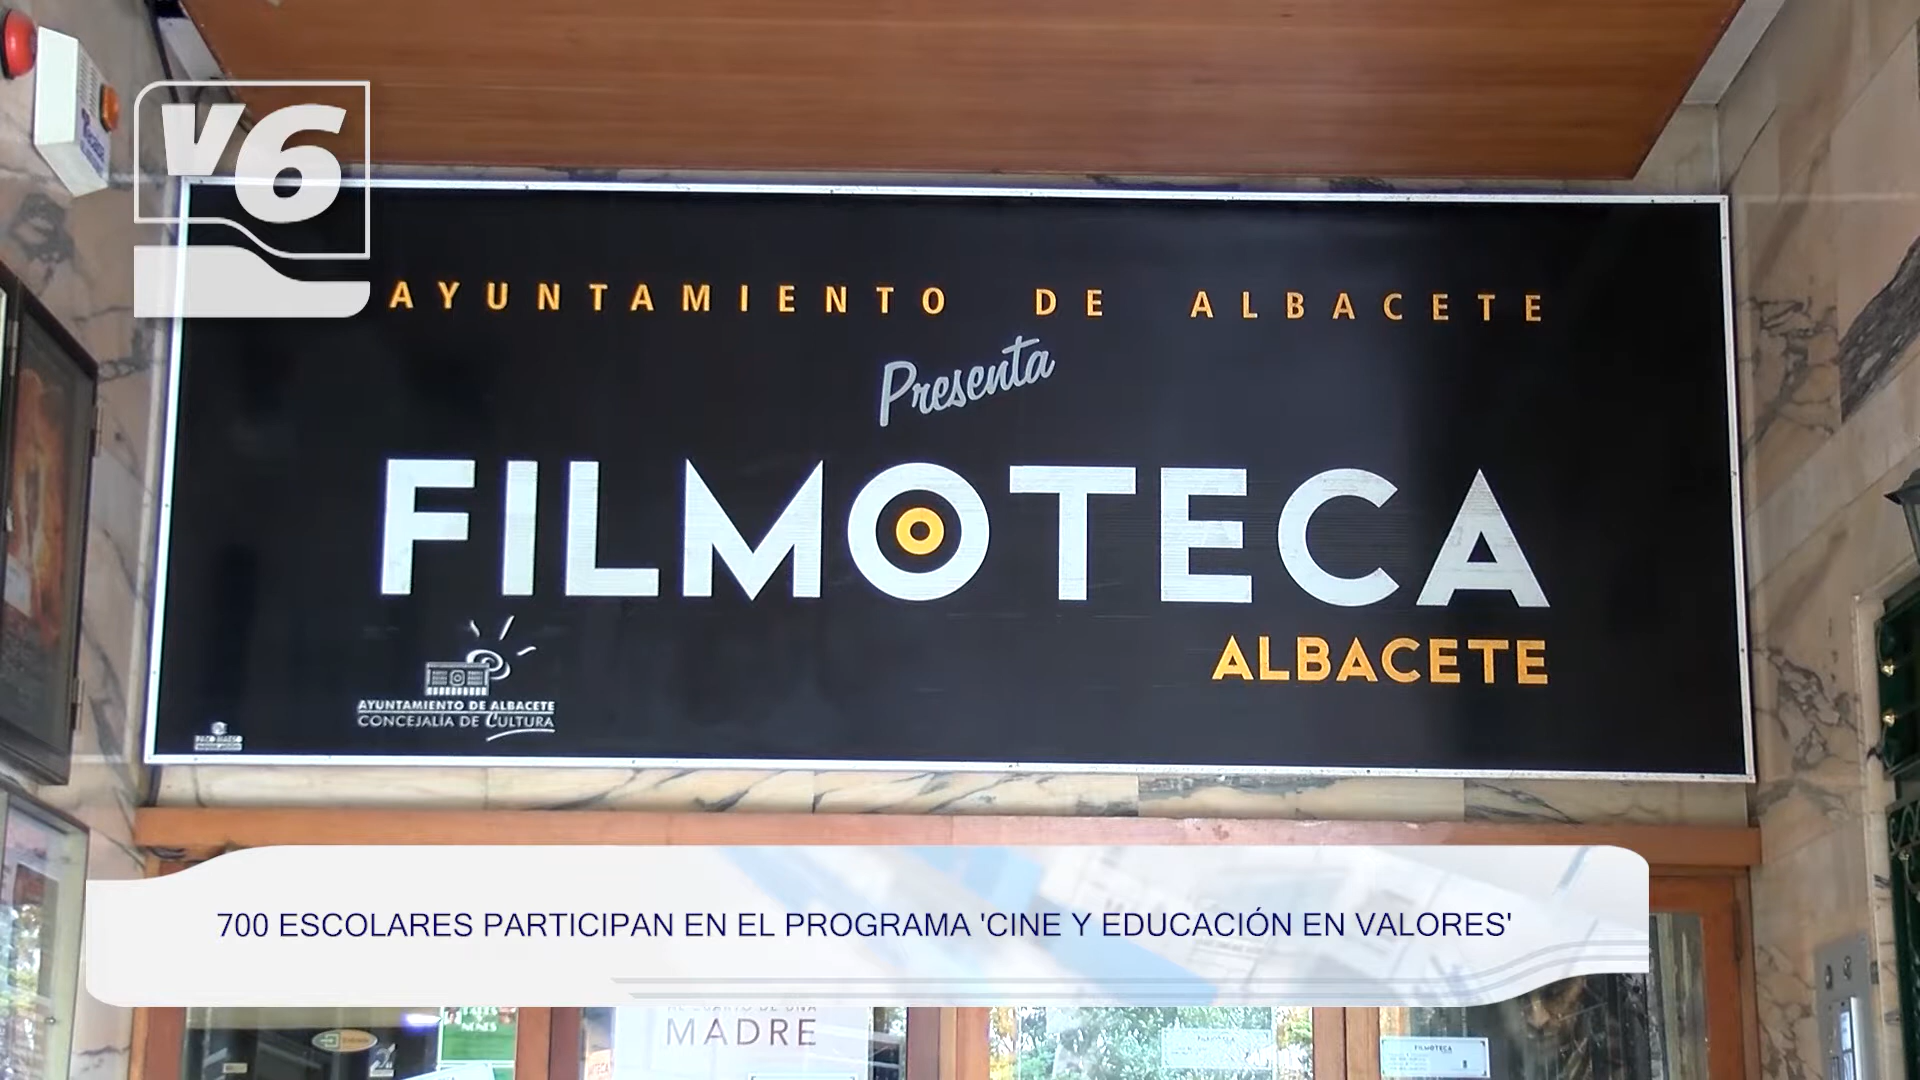 V6
AYUNTAMIENTO DE ALBACETE
Presenta
FILMOTECA
ALBACETE
AYUNTAMIENTO DE ALBACETE
CONCEJALÍA DE CULTURA
700 ESCOLARES PARTICIPAN EN EL PROGRAMA 'CINE Y EDUCACIÓN EN VALORES'
MADRE
FILMOTECA